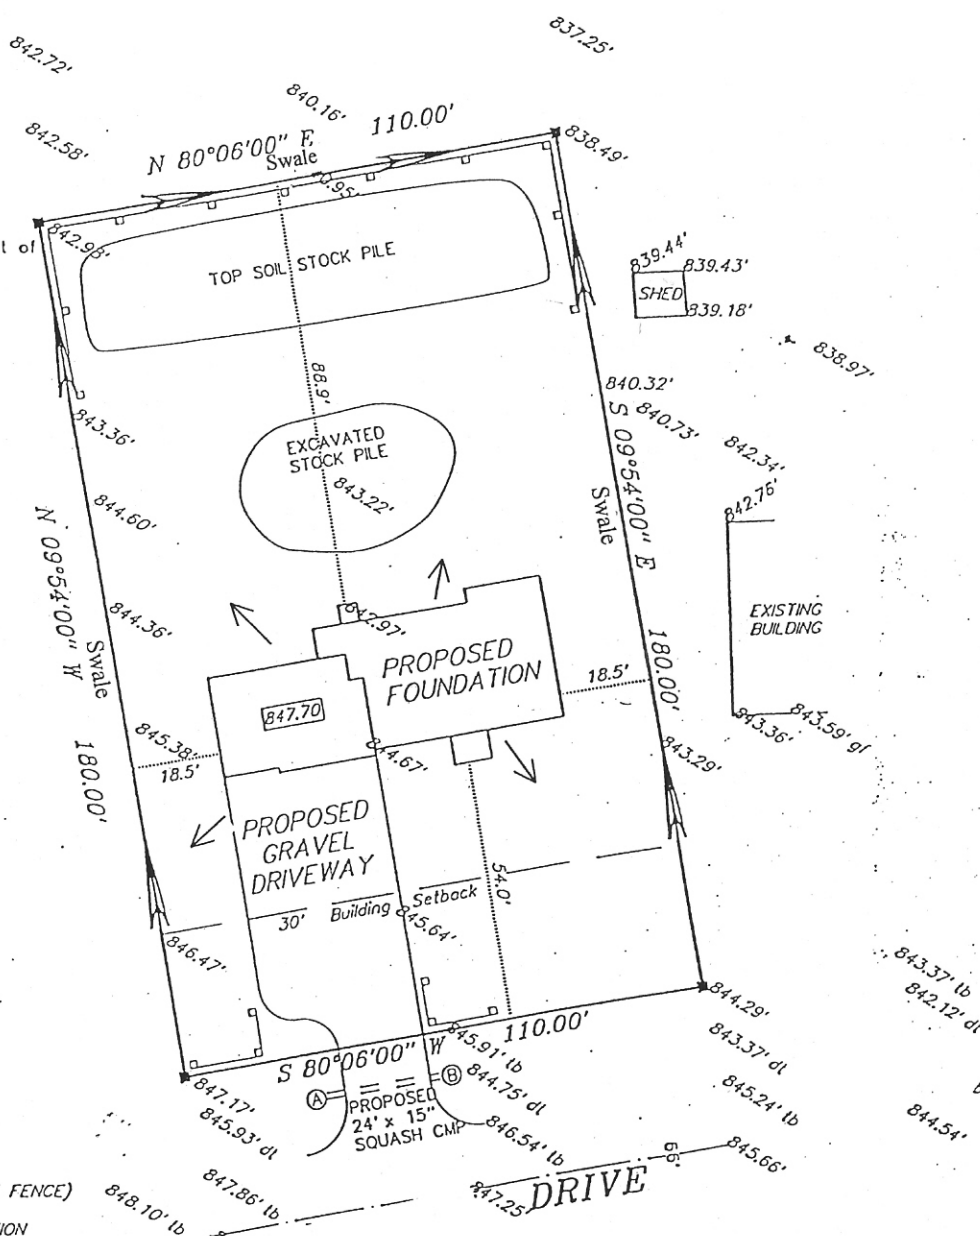 837.25'
842.72'
840.16'
842.58'
N 80°06'00" E 110.00'
Swale
838.49'
0.95'
842.98'
t of
TOP SOIL STOCK PILE
839.44'
839.43'
SHED
839.18'
838.97'
88.9'
840.32'
843.36'
840.73'
EXCAVATED
STOCK PILE
842.34'
843.22'
S 09°54'00" E 180.00'
Swale
842.76'
844.60'
N 09°54'00" W 180.00'
Swale
844.36'
842.97'
EXISTING
BUILDING
PROPOSED
FOUNDATION
18.5'
847.70
845.38'
18.5'
844.67'
843.36'
843.59' gf
843.29'
PROPOSED
GRAVEL
DRIVEWAY
54.0'
30' Building Setback
845.64'
846.47'
843.37' lb
842.12' dl
844.29'
S 80°06'00" W 110.00'
845.91' lb
843.37' dl
847.17'
A
B
844.75' dl
845.24' lb
PROPOSED
24' x 15"
SQUASH CMP
845.93' dl
846.54' lb
844.54'
66'
845.66'
FENCE)
848.10' lb
847.86' lb
847.25'
DRIVE
ION